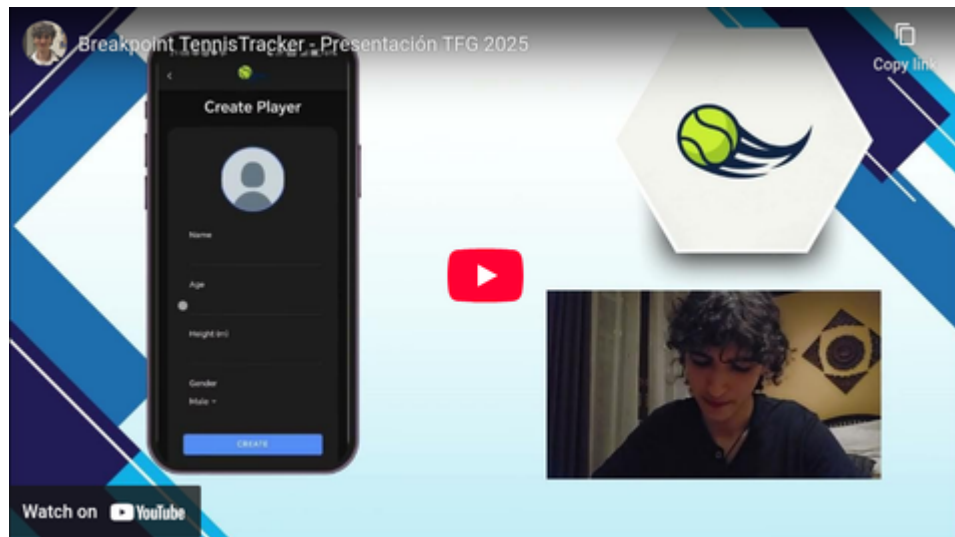 Breakpoint TennisTracker - Presentación TFG 2025
Copy link
Create Player
Name
Age
Height (m)
Gender
Male
CREATE
Watch on YouTube